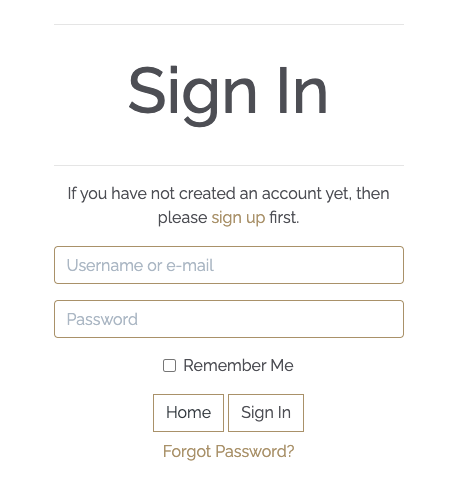 Sign In
If you have not created an account yet, then
please sign up first.
Username or e-mail
Password
Remember Me
Home Sign In
Forgot Password?